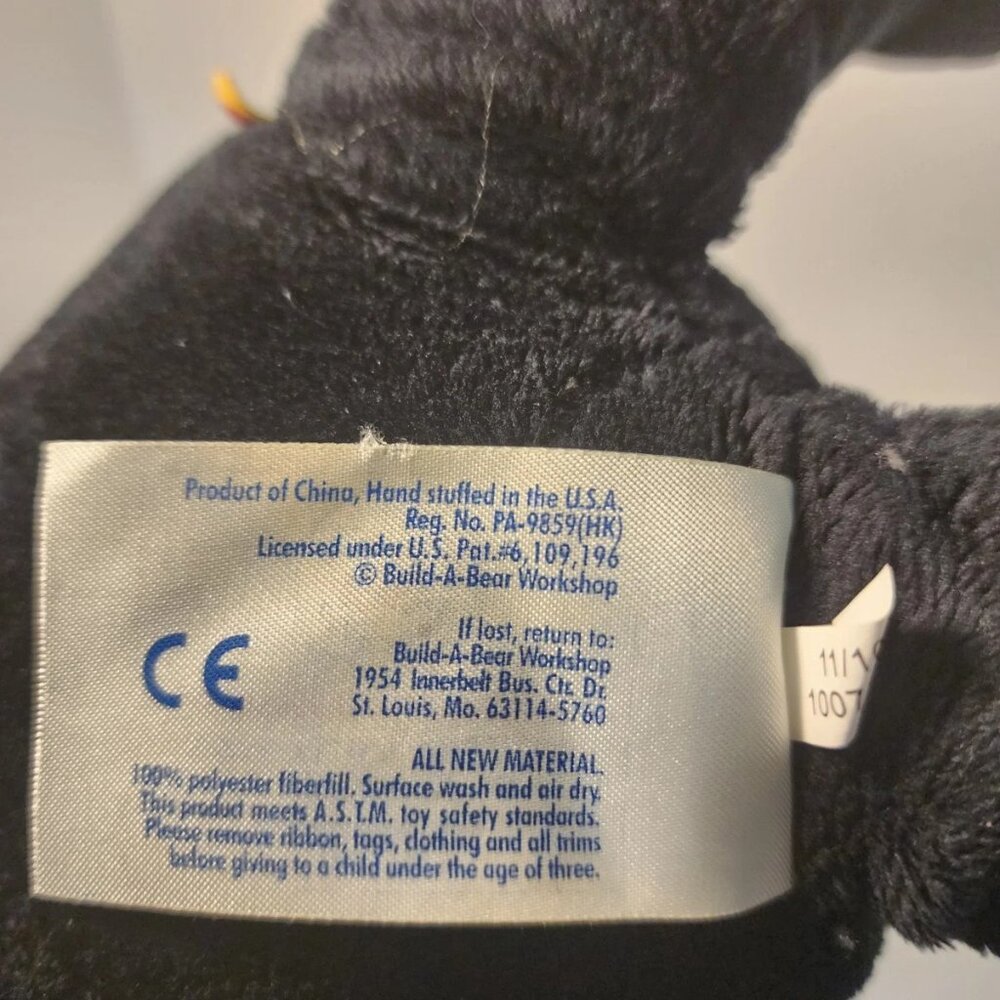 Product of China, Hand stuffed in the U.S.A.
Reg. No. PA-9859(HK)
Licensed under U.S. Pat.#6,109,196
© Build-A-Bear Workshop
If lost, return to:
Build-A-Bear Workshop
1954 Innerbelt Bus. Ctr. Dr.
St. Louis, Mo. 63114-5760
CE
ALL NEW MATERIAL.
100% polyester fiberfill. Surface wash and air dry.
This product meets A.S.T.M. toy safety standards.
Please remove ribbon, tags, clothing and all trims
before giving to a child under the age of three.
11/1
1007